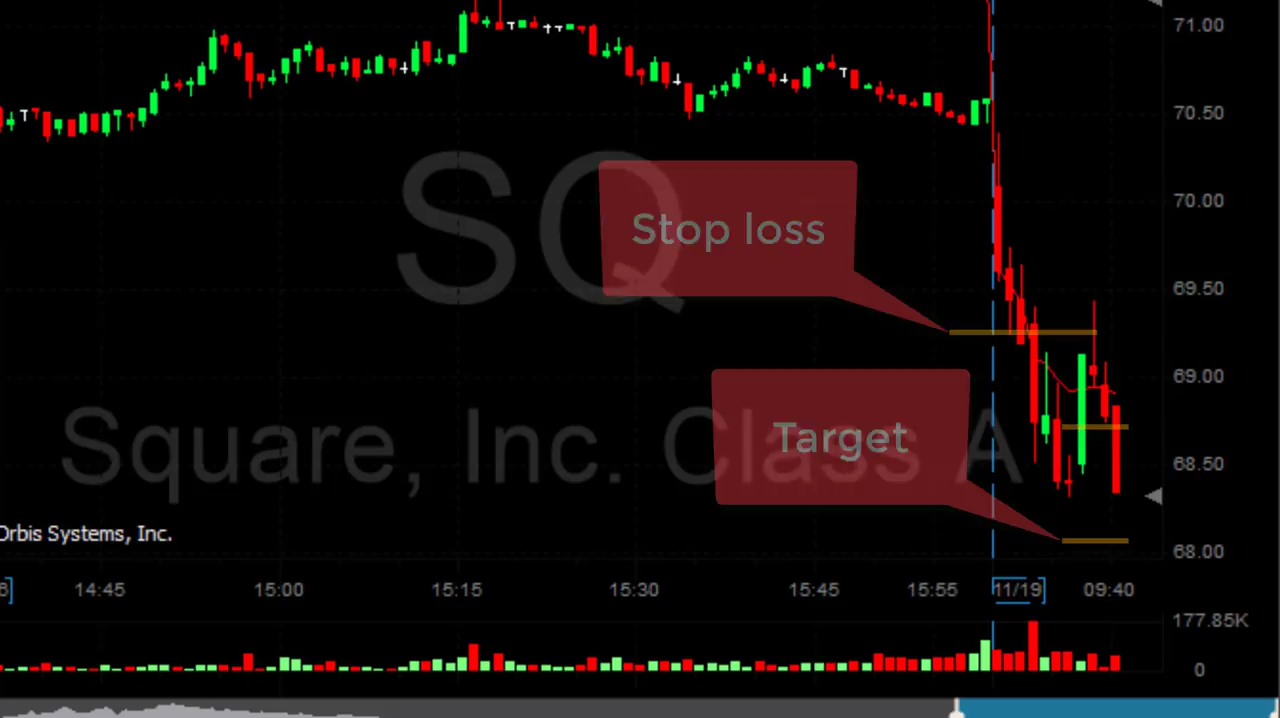 71.00
70.50
70.00
69.50
69.00
68.50
68.00
SQ
Stop loss
Target
Square, Inc. Class A
Orbis Systems, Inc.
14:45
15:00
15:15
15:30
15:45
15:55
11/19
09:40
177.85K
0